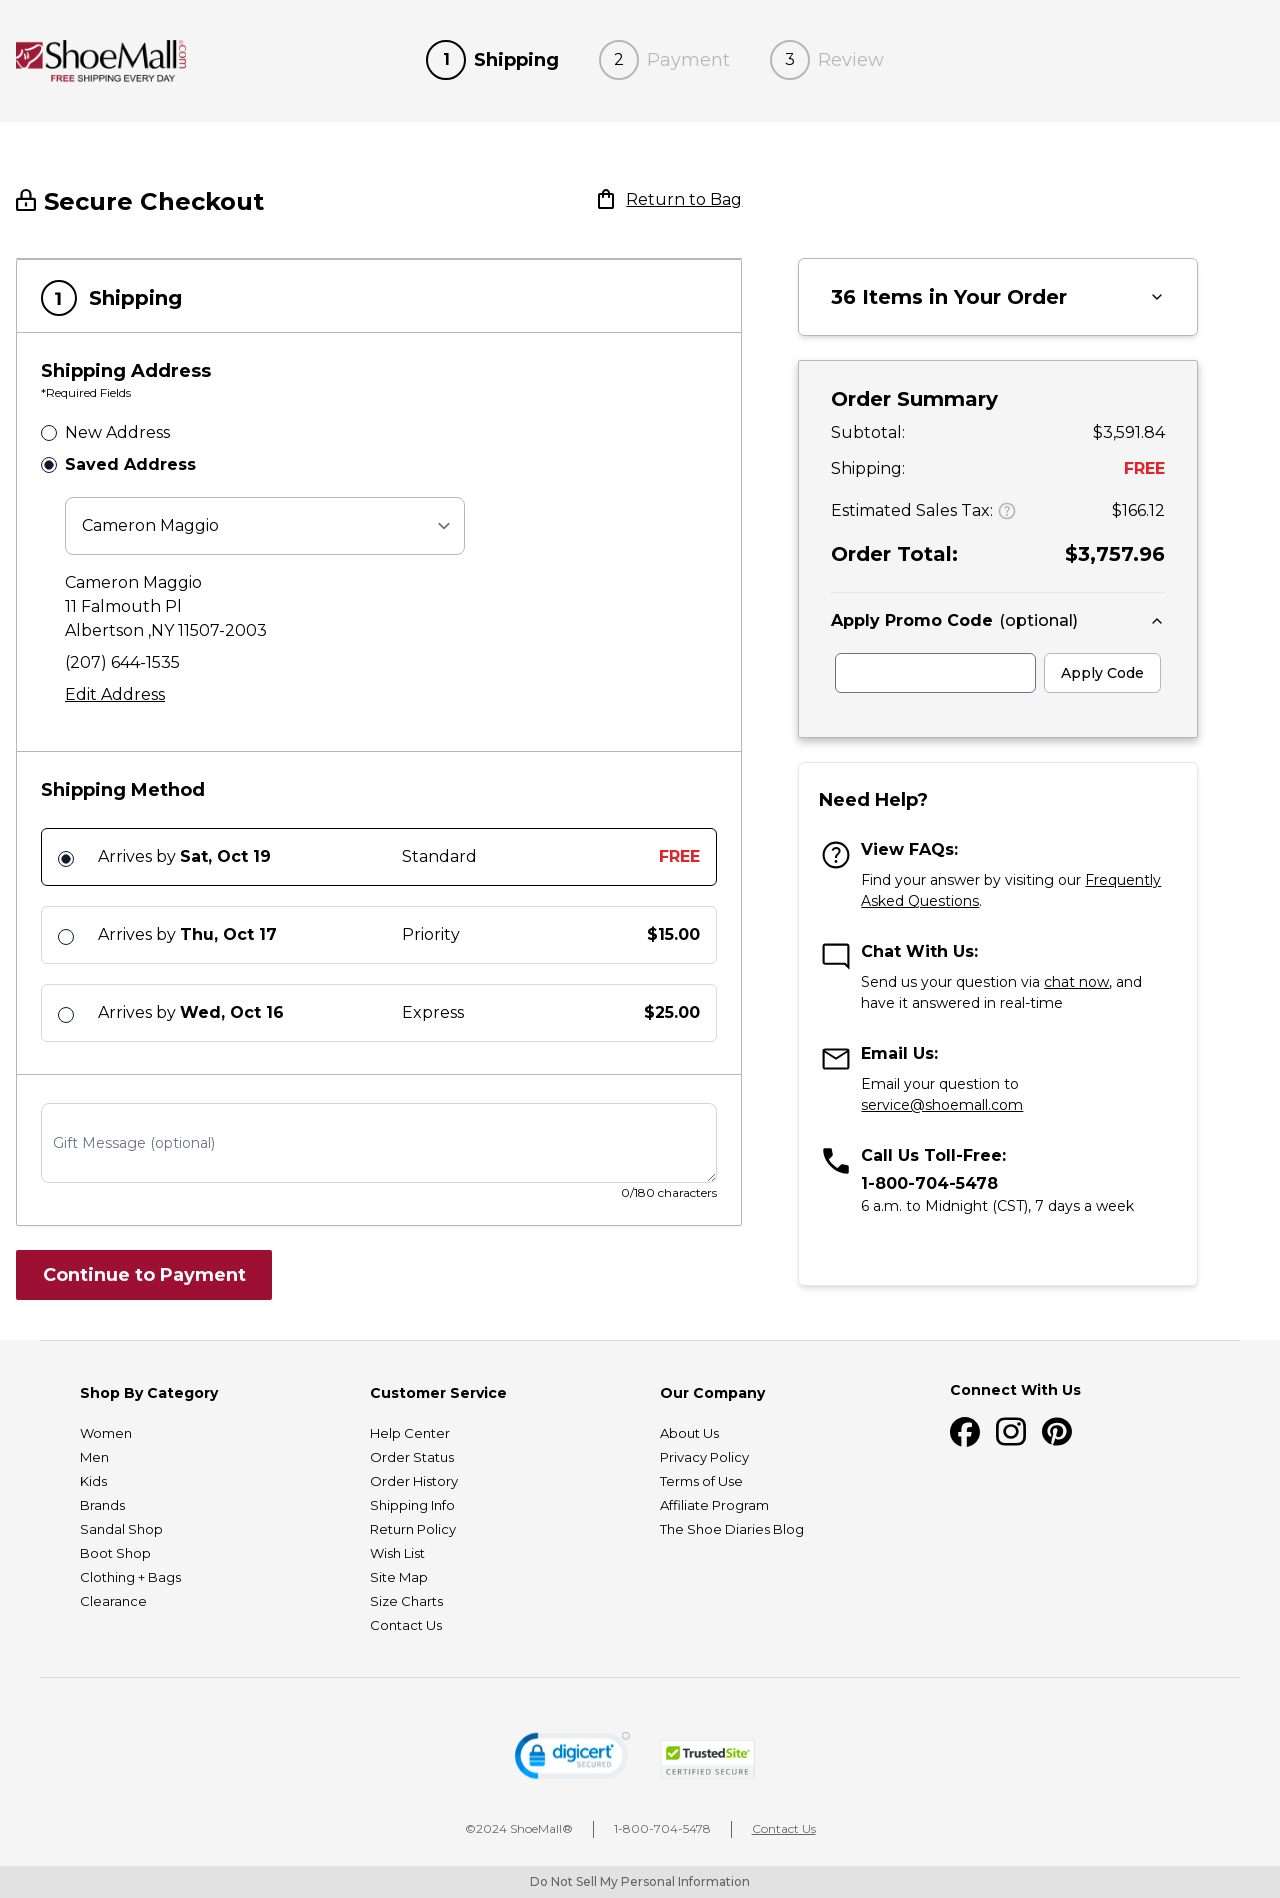 ShoeMall.com
FREE SHIPPING EVERY DAY
1 Shipping
2 Payment
3 Review
Secure Checkout
Return to Bag
1 Shipping
Shipping Address
*Required Fields
New Address
Saved Address
Cameron Maggio
Cameron Maggio
11 Falmouth Pl
Albertson ,NY 11507-2003
(207) 644-1535
Edit Address
Shipping Method
Arrives by Sat, Oct 19 Standard FREE
Arrives by Thu, Oct 17 Priority $15.00
Arrives by Wed, Oct 16 Express $25.00
Gift Message (optional)
0/180 characters
Continue to Payment
36 Items in Your Order
Order Summary
Subtotal: $3,591.84
Shipping: FREE
Estimated Sales Tax: ? $166.12
Order Total: $3,757.96
Apply Promo Code (optional)
Apply Code
Need Help?
View FAQs:
Find your answer by visiting our Frequently
Asked Questions.
Chat With Us:
Send us your question via chat now, and
have it answered in real-time
Email Us:
Email your question to
service@shoemall.com
Call Us Toll-Free:
1-800-704-5478
6 a.m. to Midnight (CST), 7 days a week
Shop By Category
Women
Men
Kids
Brands
Sandal Shop
Boot Shop
Clothing + Bags
Clearance
Customer Service
Help Center
Order Status
Order History
Shipping Info
Return Policy
Wish List
Site Map
Size Charts
Contact Us
Our Company
About Us
Privacy Policy
Terms of Use
Affiliate Program
The Shoe Diaries Blog
Connect With Us
digicert
SECURED
TrustedSite
CERTIFIED SECURE
©2024 ShoeMall®
1-800-704-5478
Contact Us
Do Not Sell My Personal Information